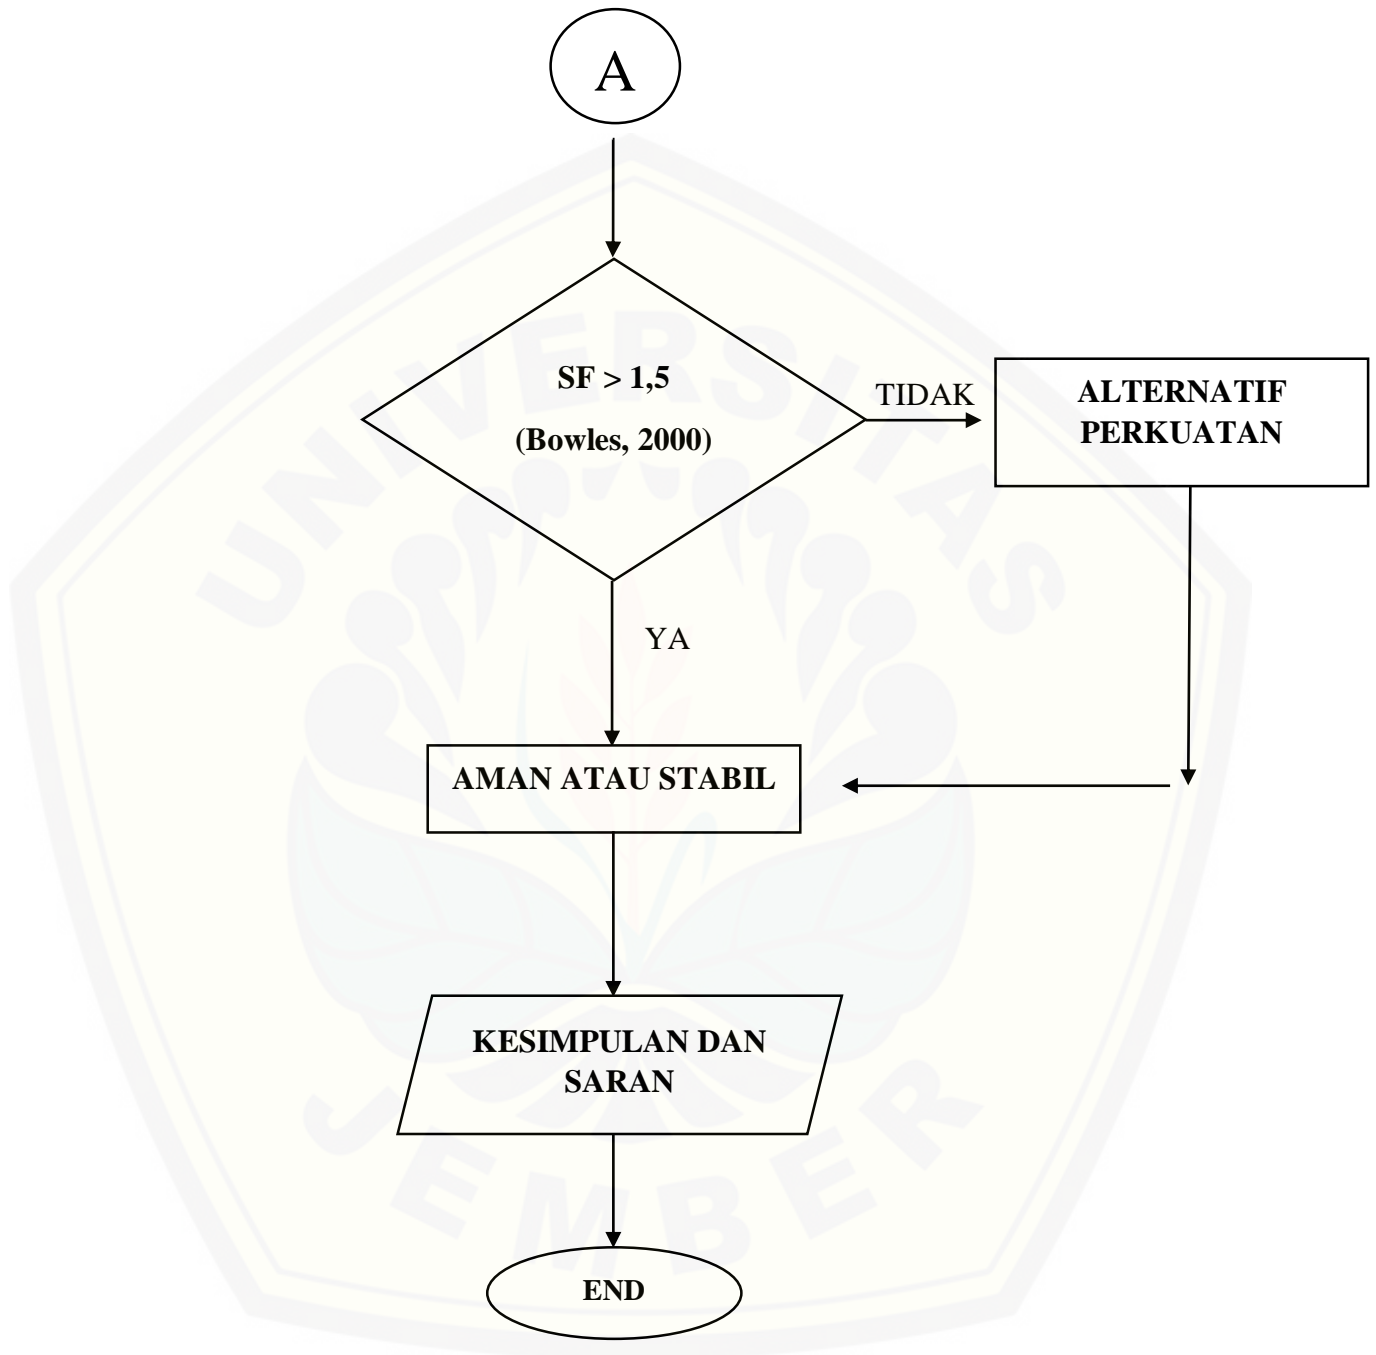 A
SF > 1,5
(Bowles, 2000)
TIDAK
ALTERNATIF
PERKUATAN
YA
AMAN ATAU STABIL
KESIMPULAN DAN
SARAN
END
UNIVERSITAS
JEMBER